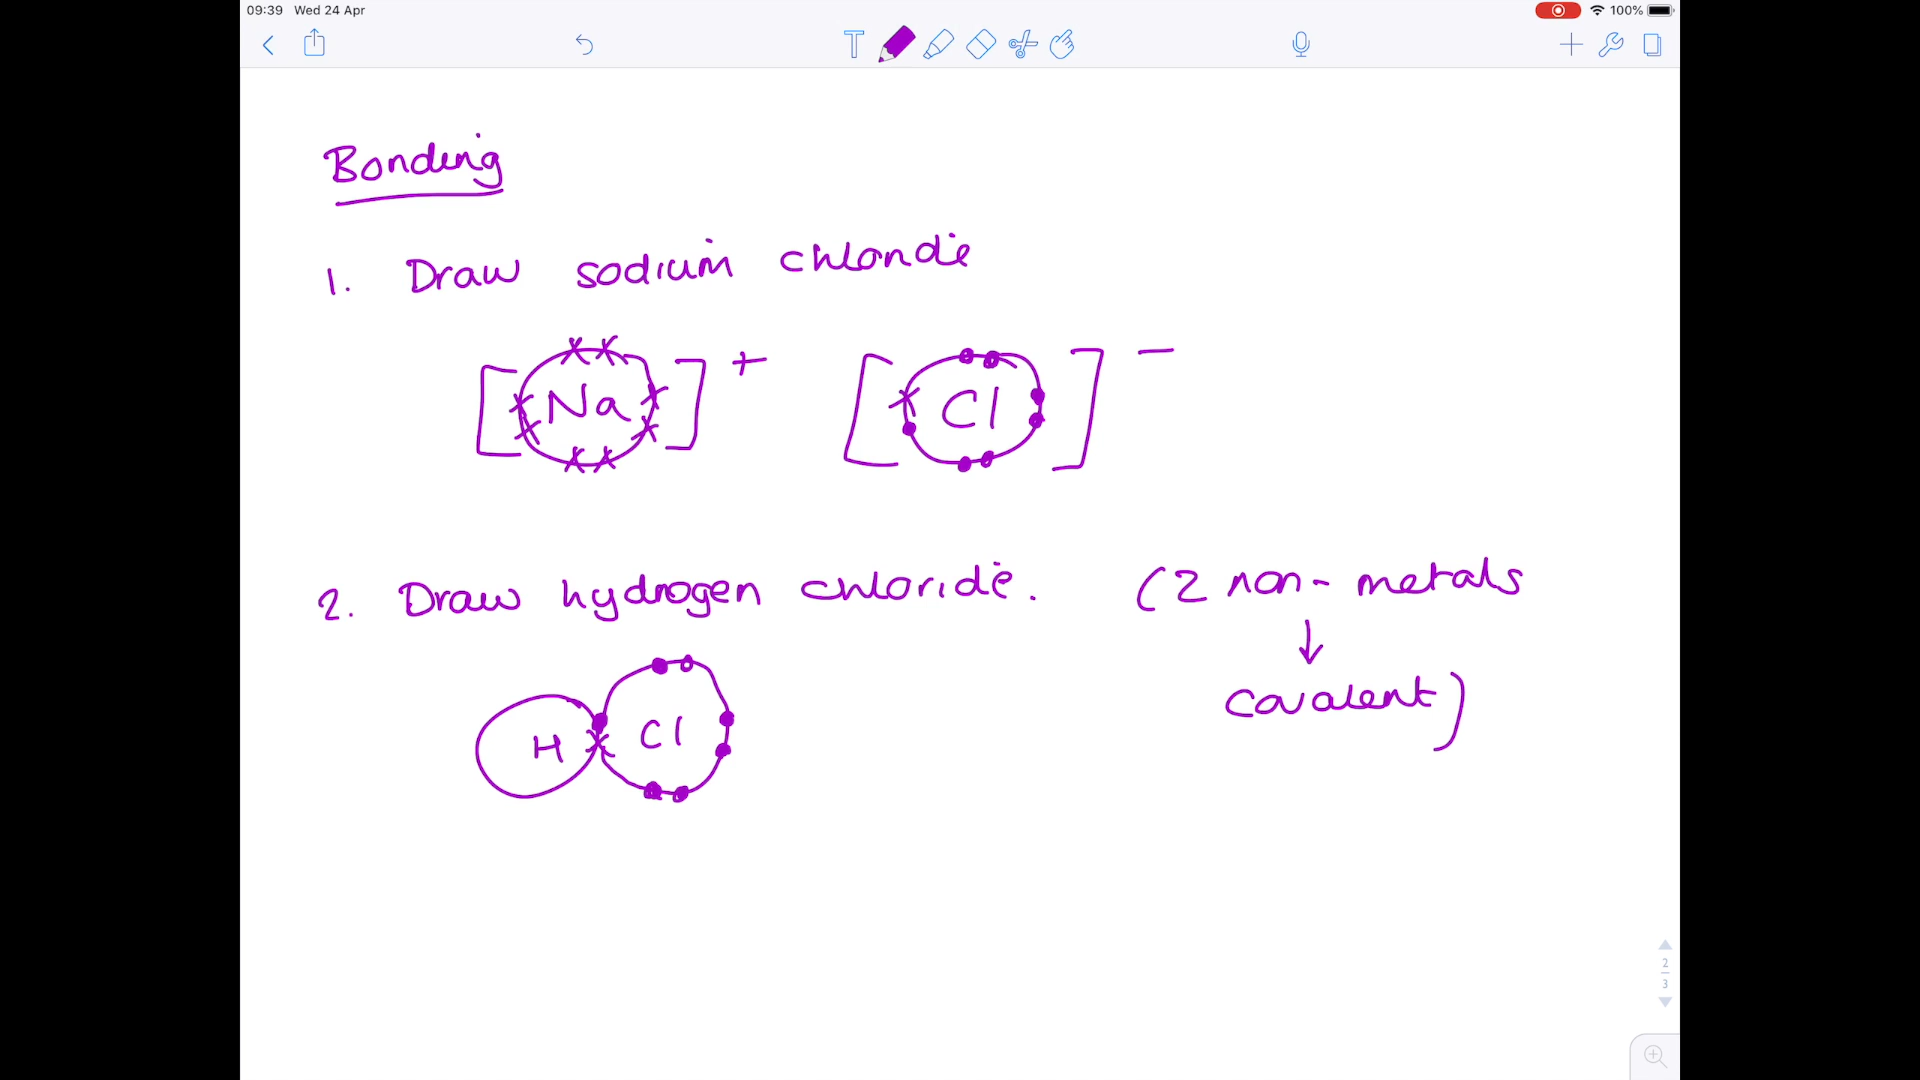 09:39 Wed 24 Apr
100%
T
Bonding
1. Draw sodium chloride
[Na]+ [Cl]−
2. Draw hydrogen chloride. (2 non-metals
↓
covalent)
H Cl
2
3